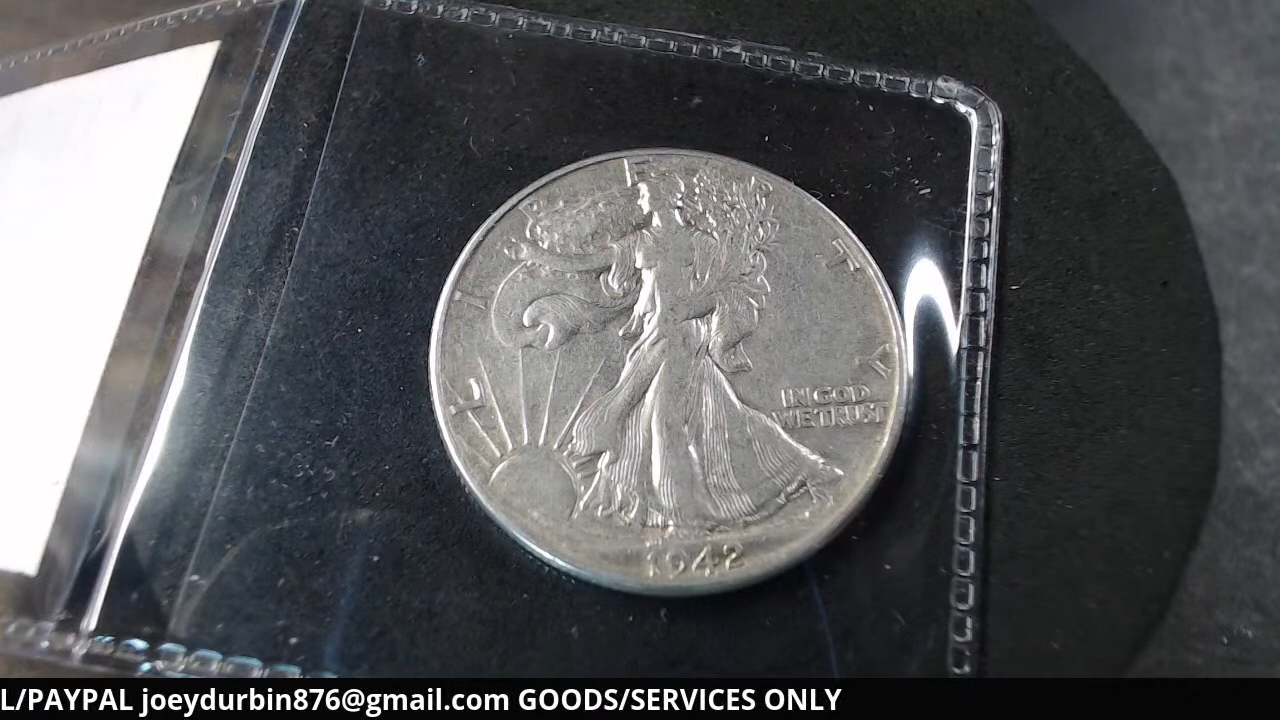 LIBERTY
IN GOD
WE TRUST
1942
L/PAYPAL joeydurbin876@gmail.com GOODS/SERVICES ONLY